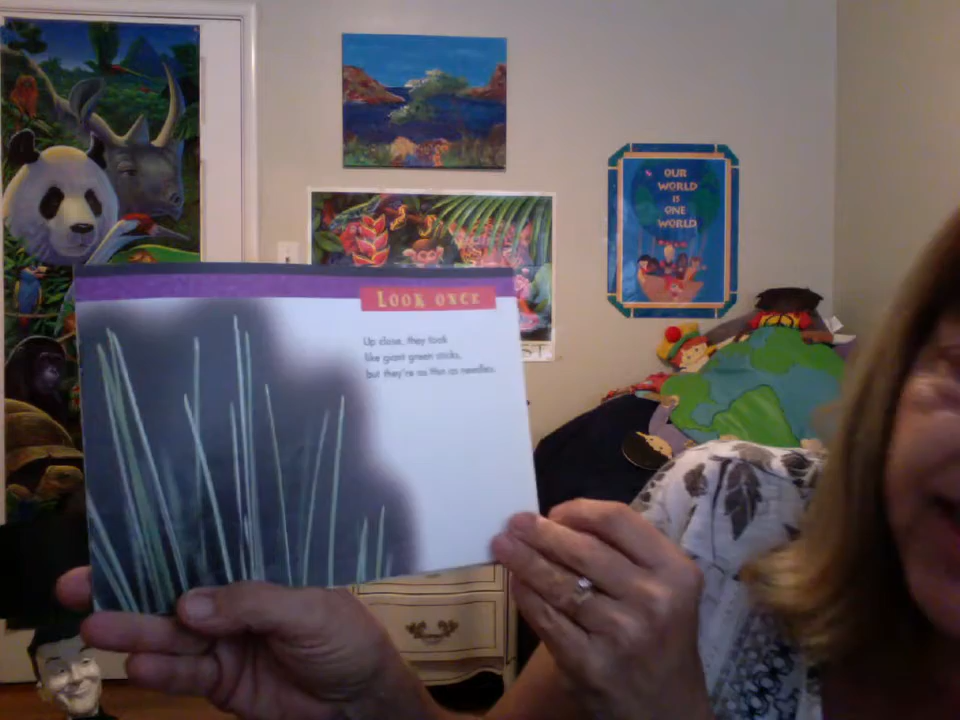 OUR
WORLD
IS
ONE
WORLD
LOOK ONCE
Up close, they look
like giant green sticks,
but they're as thin as needles.